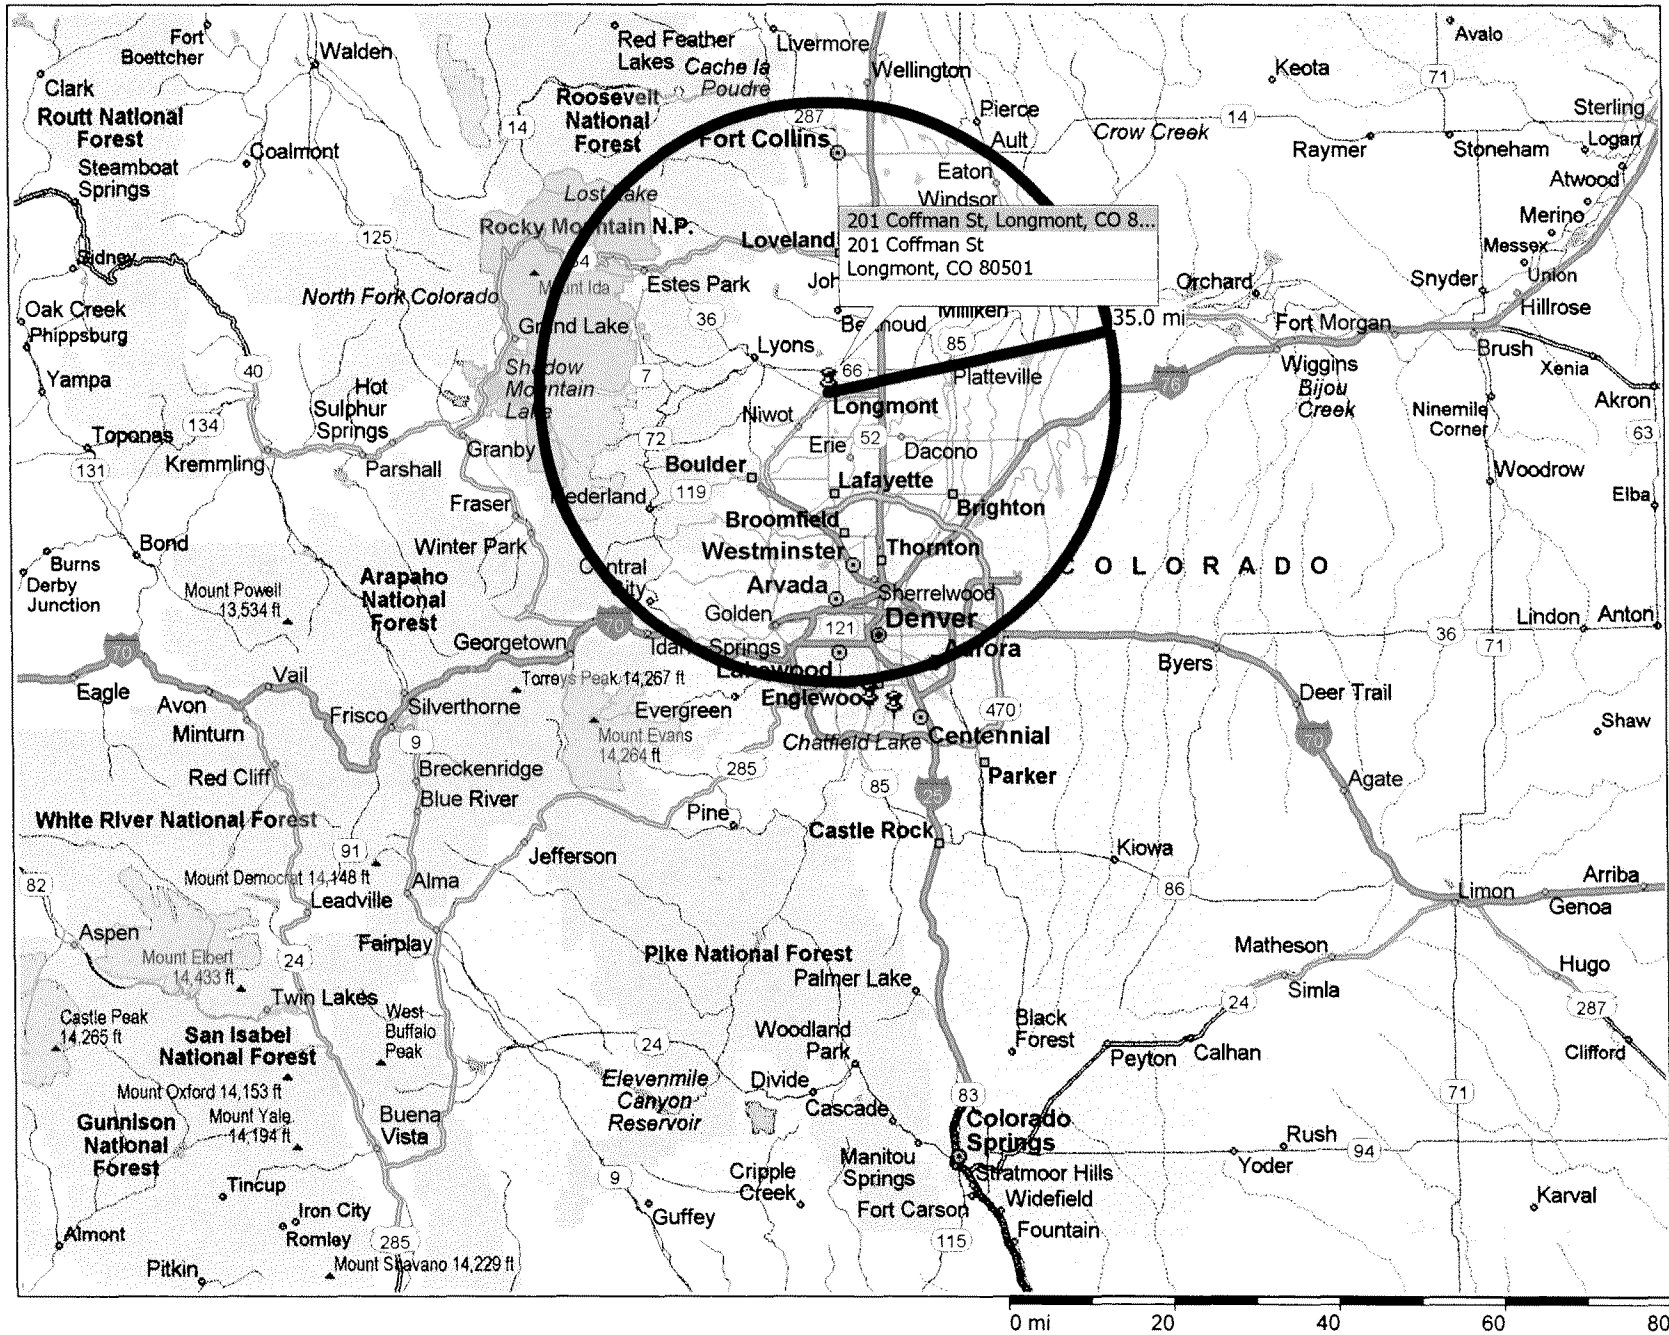 Fort
Boettcher
Walden
Red Feather
Lakes
Livermore
Cache la
Poudre
Wellington
Keota
Avalo
71
Clark
Routt National
Forest
Steamboat
Springs
Coalmont
14
Roosevelt
National
Forest
287
Fort Collins
Pierce
Ault
Crow Creek
14
Sterling
Logan
Raymer
Stoneham
Atwood
Eaton
Windsor
Lost Lake
125
Rocky Mountain N.P.
Loveland
201 Coffman St, Longmont, CO 8...
201 Coffman St
Longmont, CO 80501
Merino
Messex
Union
Sidney
34
Mount Ida
Estes Park
Joh
Orchard
Snyder
Hillrose
North Fork Colorado
Oak Creek
Phippsburg
Grand Lake
36
Berthoud
Milliken
35.0 mi
Fort Morgan
Brush
Wiggins
Xenia
Lyons
85
66
Platteville
76
Bijou
Creek
Akron
Yampa
40
Hot
Sulphur
Springs
Shadow
Mountain
Lake
7
Longmont
Niwot
Ninemile
Corner
63
Toponas
134
131
Kremmling
Parshall
Granby
72
Erie
52
Dacono
Woodrow
Boulder
Lafayette
Elba
Fraser
Nederland
119
Brighton
Broomfield
Bond
Winter Park
Westminster
Thornton
COLORADO
Burns
Derby
Junction
Mount Powell
13,534 ft
Arapaho
National
Forest
Central
City
Arvada
Sherrelwood
Golden
Denver
121
Lindon
Anton
70
Georgetown
70
Idaho Springs
Aurora
36
71
Lakewood
Byers
Eagle
Vail
Avon
Minturn
Frisco
Silverthorne
Torreys Peak 14,267 ft
Englewood
Evergreen
Deer Trail
470
Shaw
9
Mount Evans
14,264 ft
Chatfield Lake
Centennial
70
Red Cliff
Breckenridge
285
85
Parker
Agate
Blue River
25
White River National Forest
Pine
Castle Rock
91
Jefferson
Kiowa
82
Mount Democrat 14,148 ft
Alma
Leadville
86
Limon
Arriba
Genoa
Aspen
Fairplay
Mount Elbert
14,433 ft
24
Pike National Forest
Matheson
Palmer Lake
Hugo
Simla
Twin Lakes
24
287
Castle Peak
14,265 ft
San Isabel
National Forest
West
Buffalo
Peak
Woodland
Park
Black
Forest
24
Peyton
Calhan
Clifford
Mount Oxford 14,153 ft
Elevenmile
Canyon
Reservoir
Divide
Cascade
83
71
Gunnison
National
Forest
Mount Yale
14,194 ft
Buena
Vista
Colorado
Springs
Rush
94
Yoder
Manitou
Springs
Stratmoor Hills
Tincup
9
Cripple
Creek
Widefield
Karval
Iron City
Romley
Guffey
Fort Carson
Fountain
Almont
285
115
Pitkin
Mount Shavano 14,229 ft
0 mi 20 40 60 80